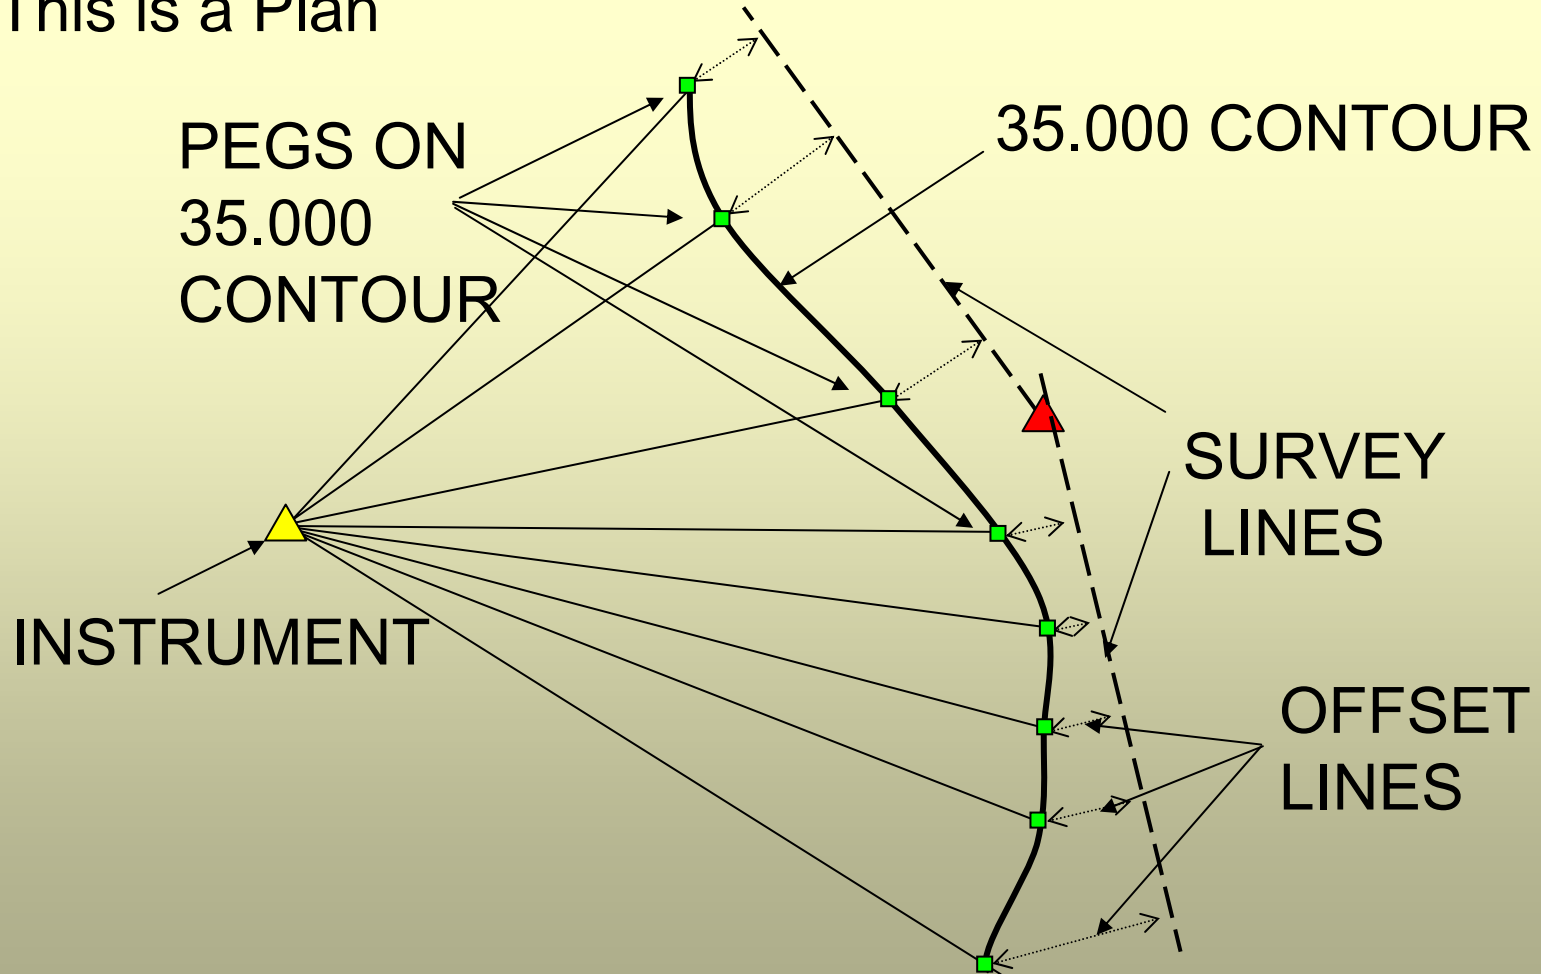 This is a Plan
PEGS ON
35.000
CONTOUR
35.000 CONTOUR
SURVEY
LINES
INSTRUMENT
OFFSET
LINES